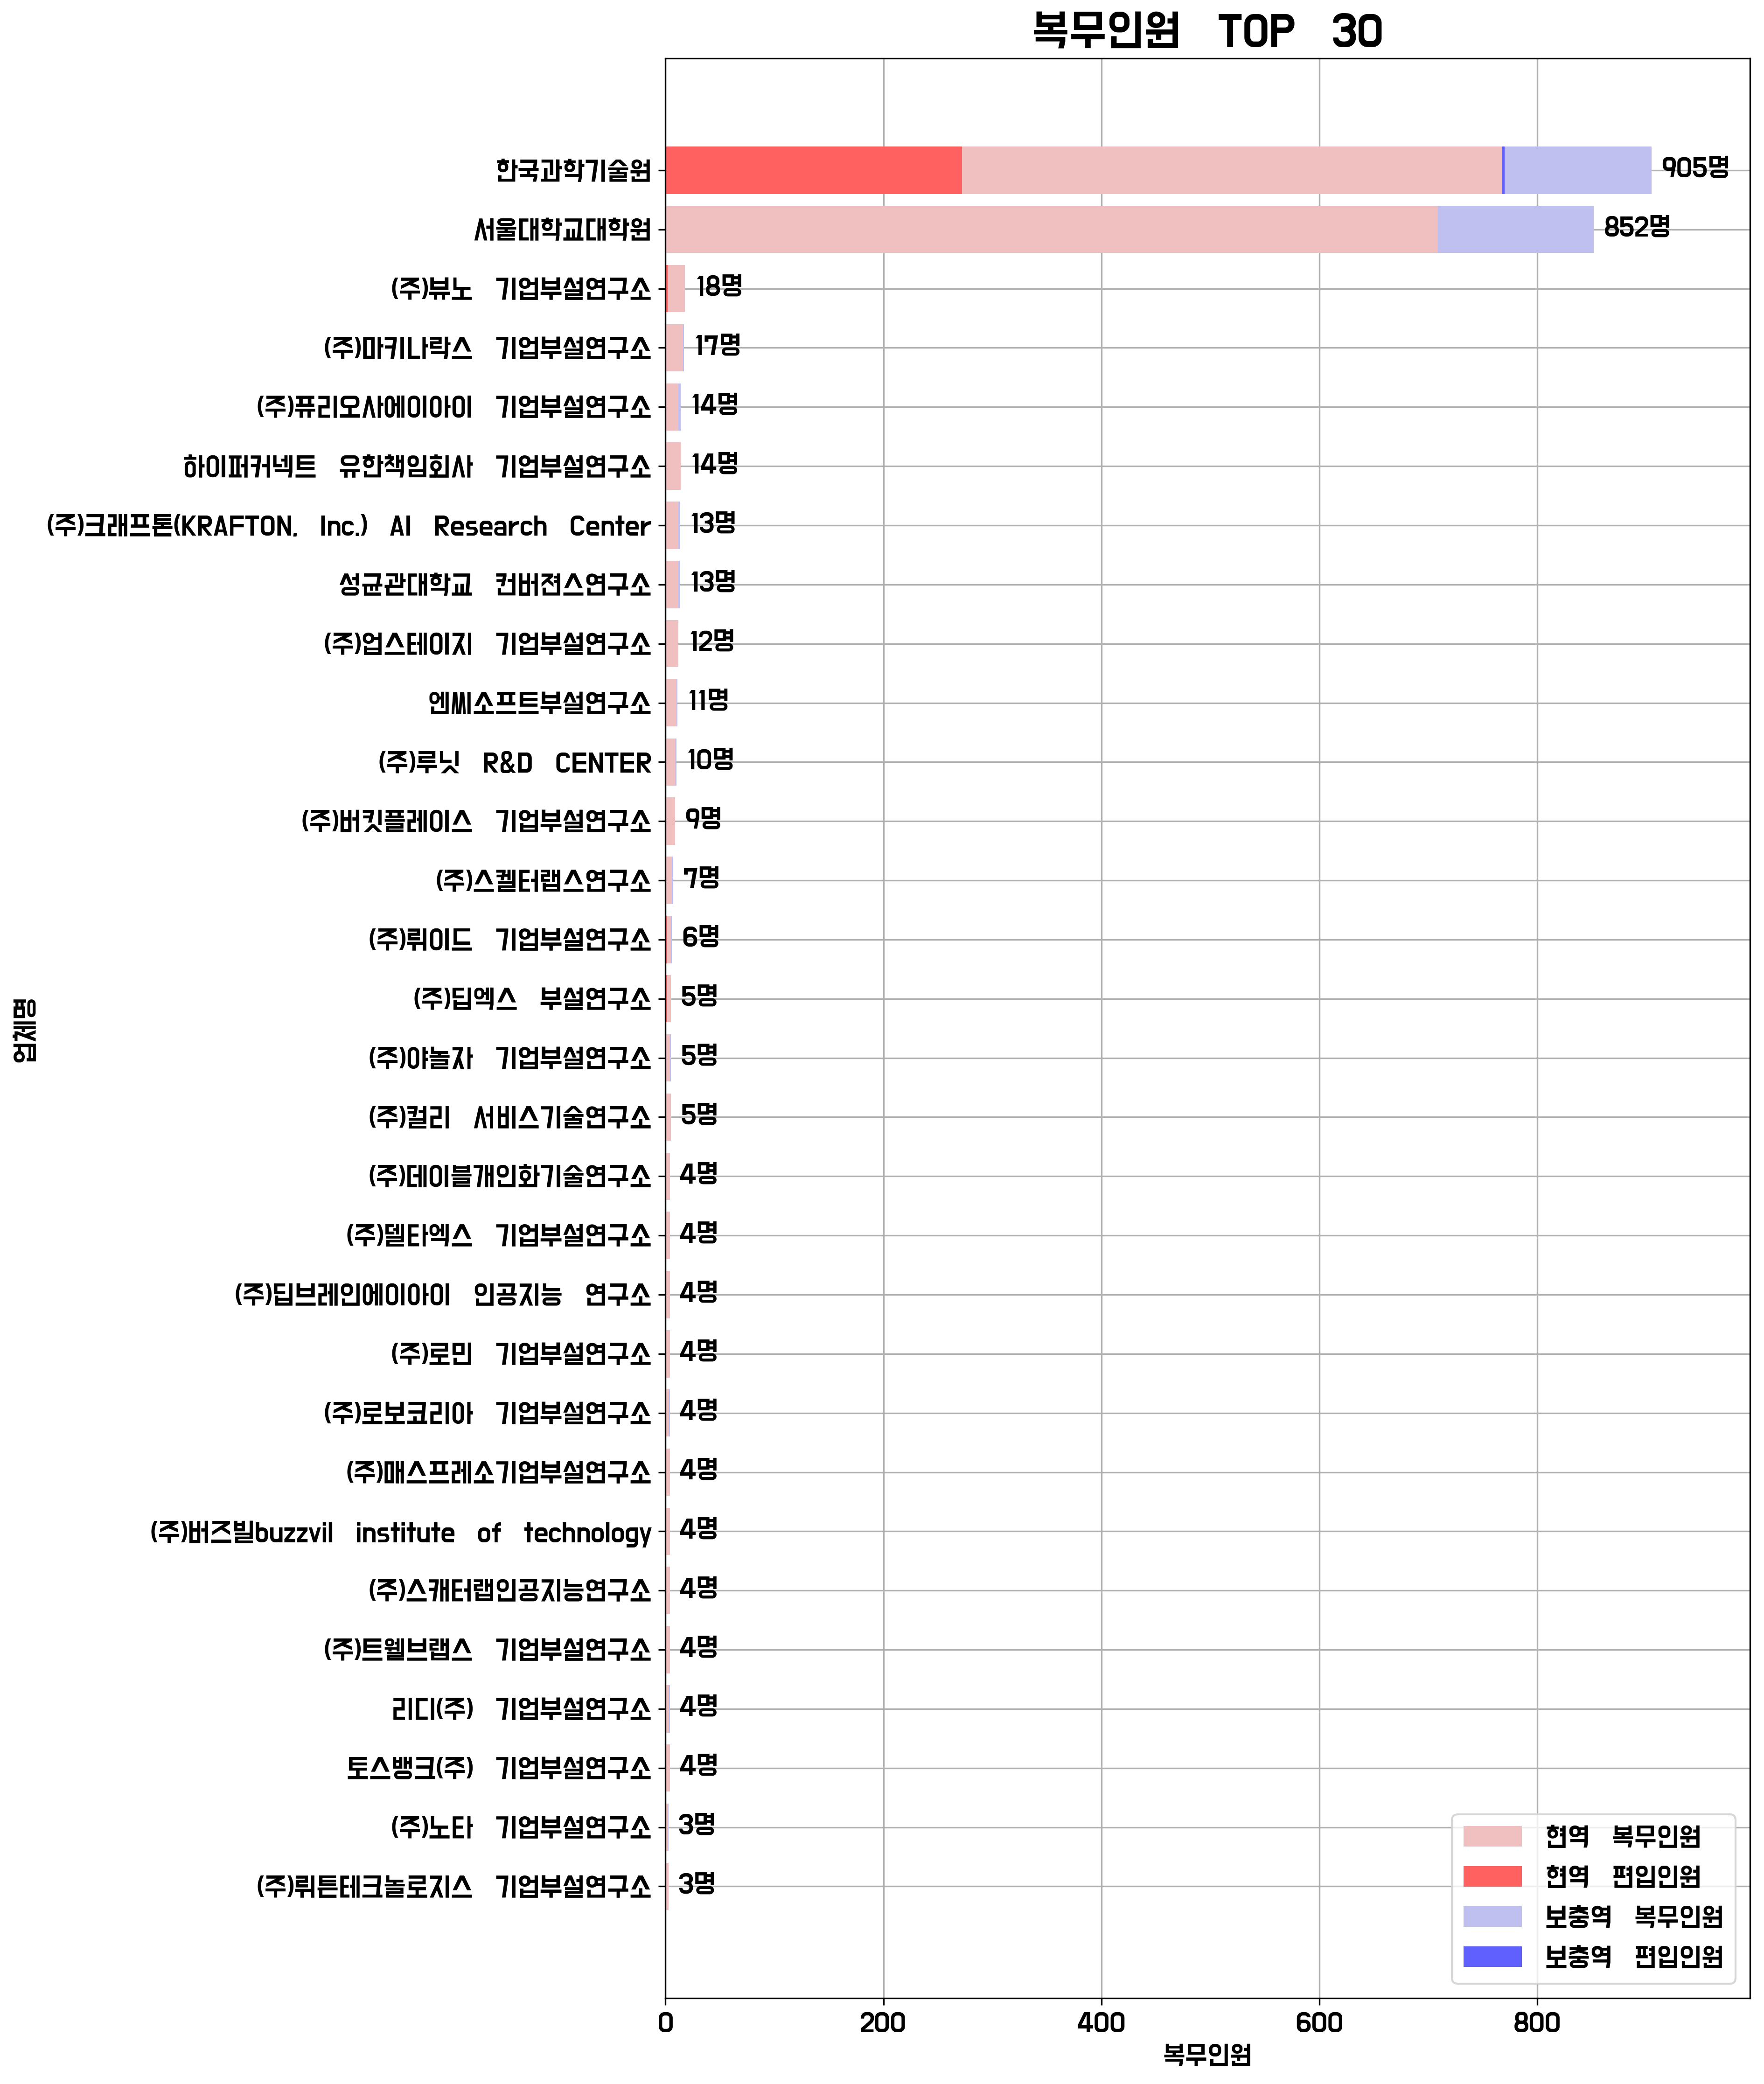 복무인원 TOP 30
한국과학기술원 905명
서울대학교대학원 852명
(주)뷰노 기업부설연구소 18명
(주)마키나락스 기업부설연구소 17명
(주)퓨리오사에이아이 기업부설연구소 14명
하이퍼커넥트 유한책임회사 기업부설연구소 14명
(주)크래프톤(KRAFTON, Inc.) AI Research Center 13명
성균관대학교 컨버젼스연구소 13명
(주)업스테이지 기업부설연구소 12명
엔씨소프트부설연구소 11명
(주)루닛 R&D CENTER 10명
(주)버킷플레이스 기업부설연구소 9명
(주)스켈터랩스연구소 7명
(주)뤼이드 기업부설연구소 6명
(주)딥엑스 부설연구소 5명
(주)야놀자 기업부설연구소 5명
(주)컬리 서비스기술연구소 5명
(주)데이블개인화기술연구소 4명
(주)델타엑스 기업부설연구소 4명
(주)딥브레인에이아이 인공지능 연구소 4명
(주)로민 기업부설연구소 4명
(주)로보코리아 기업부설연구소 4명
(주)매스프레소기업부설연구소 4명
(주)버즈빌buzzvil institute of technology 4명
(주)스캐터랩인공지능연구소 4명
(주)트웰브랩스 기업부설연구소 4명
리디(주) 기업부설연구소 4명
토스뱅크(주) 기업부설연구소 4명
(주)노타 기업부설연구소 3명
(주)뤼튼테크놀로지스 기업부설연구소 3명
업체명
현역 복무인원
현역 편입인원
보충역 복무인원
보충역 편입인원
0 200 400 600 800
복무인원